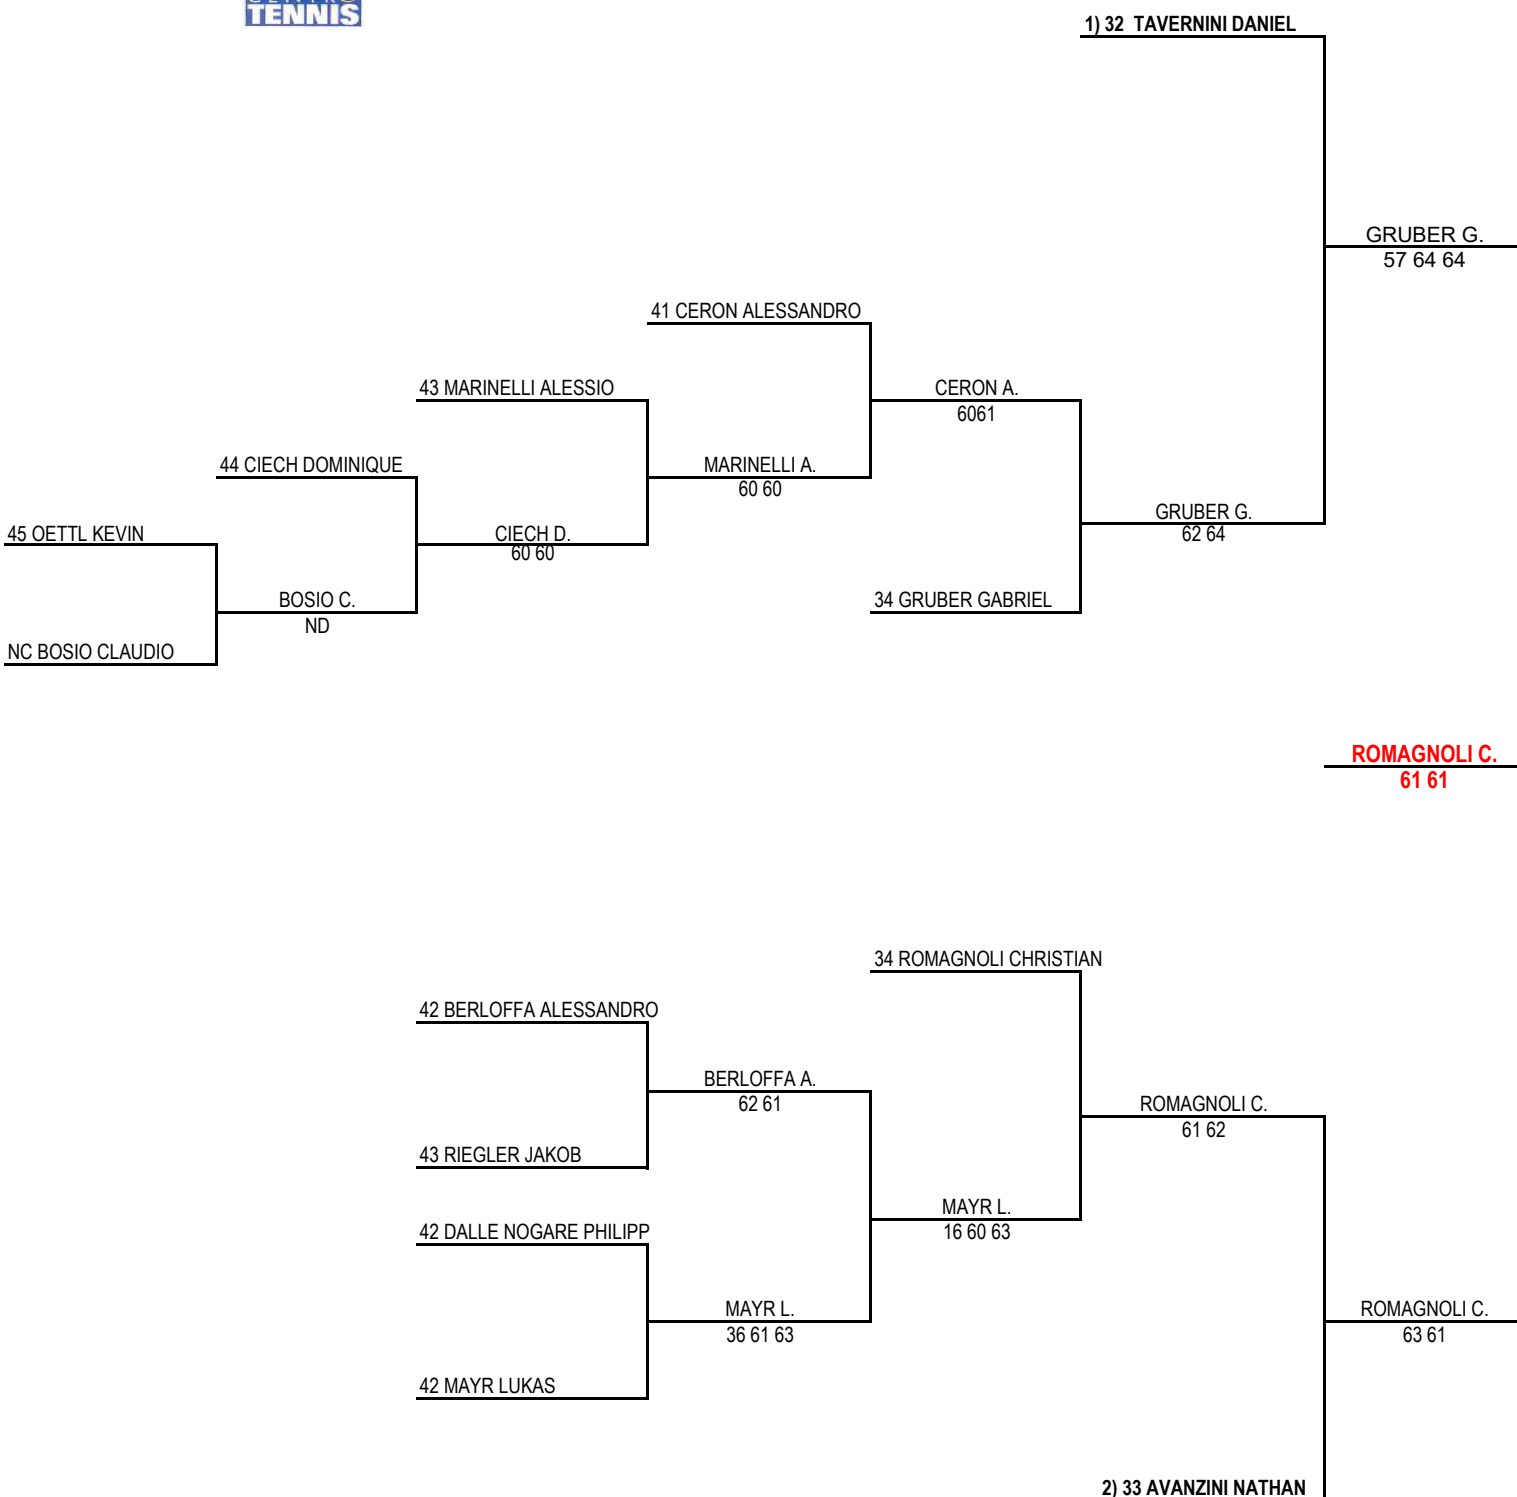 TENNIS
1) 32 TAVERNINI DANIEL
GRUBER G.
57 64 64
41 CERON ALESSANDRO
43 MARINELLI ALESSIO
CERON A.
6061
44 CIECH DOMINIQUE
MARINELLI A.
60 60
GRUBER G.
62 64
45 OETTL KEVIN
CIECH D.
60 60
BOSIO C.
ND
34 GRUBER GABRIEL
NC BOSIO CLAUDIO
ROMAGNOLI C.
61 61
34 ROMAGNOLI CHRISTIAN
42 BERLOFFA ALESSANDRO
BERLOFFA A.
62 61
ROMAGNOLI C.
61 62
43 RIEGLER JAKOB
MAYR L.
16 60 63
42 DALLE NOGARE PHILIPP
MAYR L.
36 61 63
ROMAGNOLI C.
63 61
42 MAYR LUKAS
2) 33 AVANZINI NATHAN